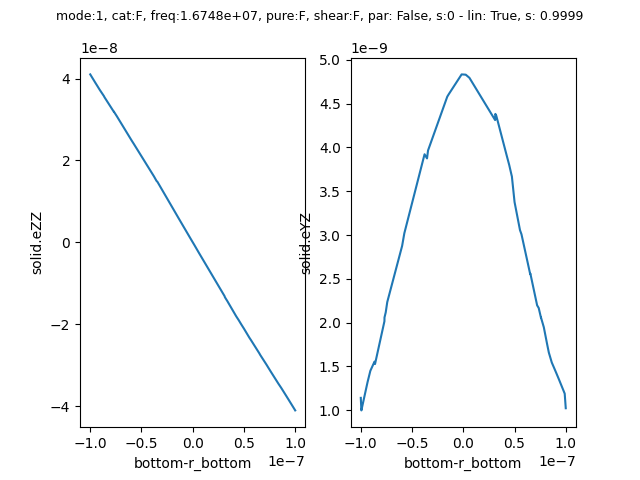 mode:1, cat:F, freq:1.6748e+07, pure:F, shear:F, par: False, s:0 - lin: True, s: 0.9999
1e−8
4
2
0
−2
−4
solid.eZZ
−1.0 −0.5 0.0 0.5 1.0
bottom-r_bottom 1e−7
1e−9
5.0
4.5
4.0
3.5
3.0
2.5
2.0
1.5
1.0
solid.eYZ
−1.0 −0.5 0.0 0.5 1.0
bottom-r_bottom 1e−7